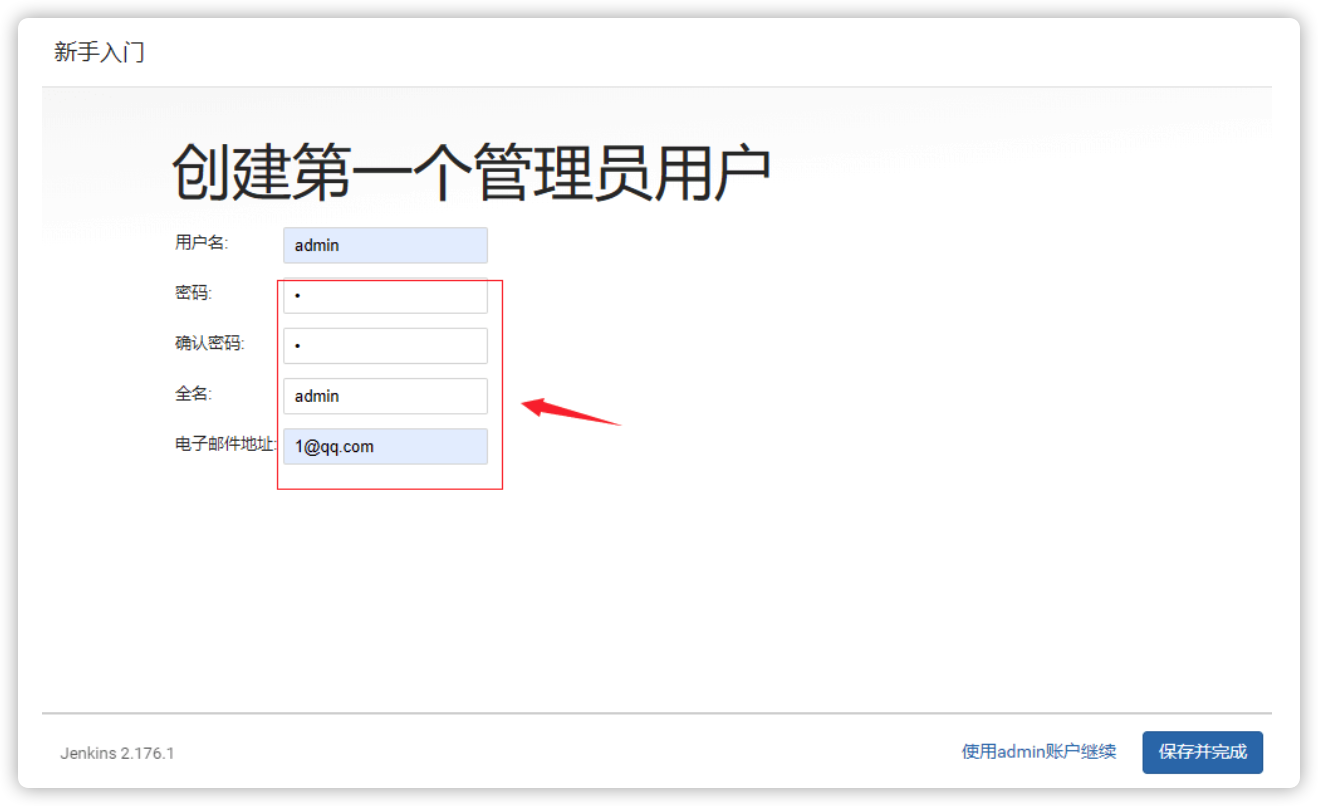 新手入门
创建第一个管理员用户
用户名: admin
密码: •
确认密码: •
全名: admin
电子邮件地址: 1@qq.com
Jenkins 2.176.1
使用admin账户继续
保存并完成